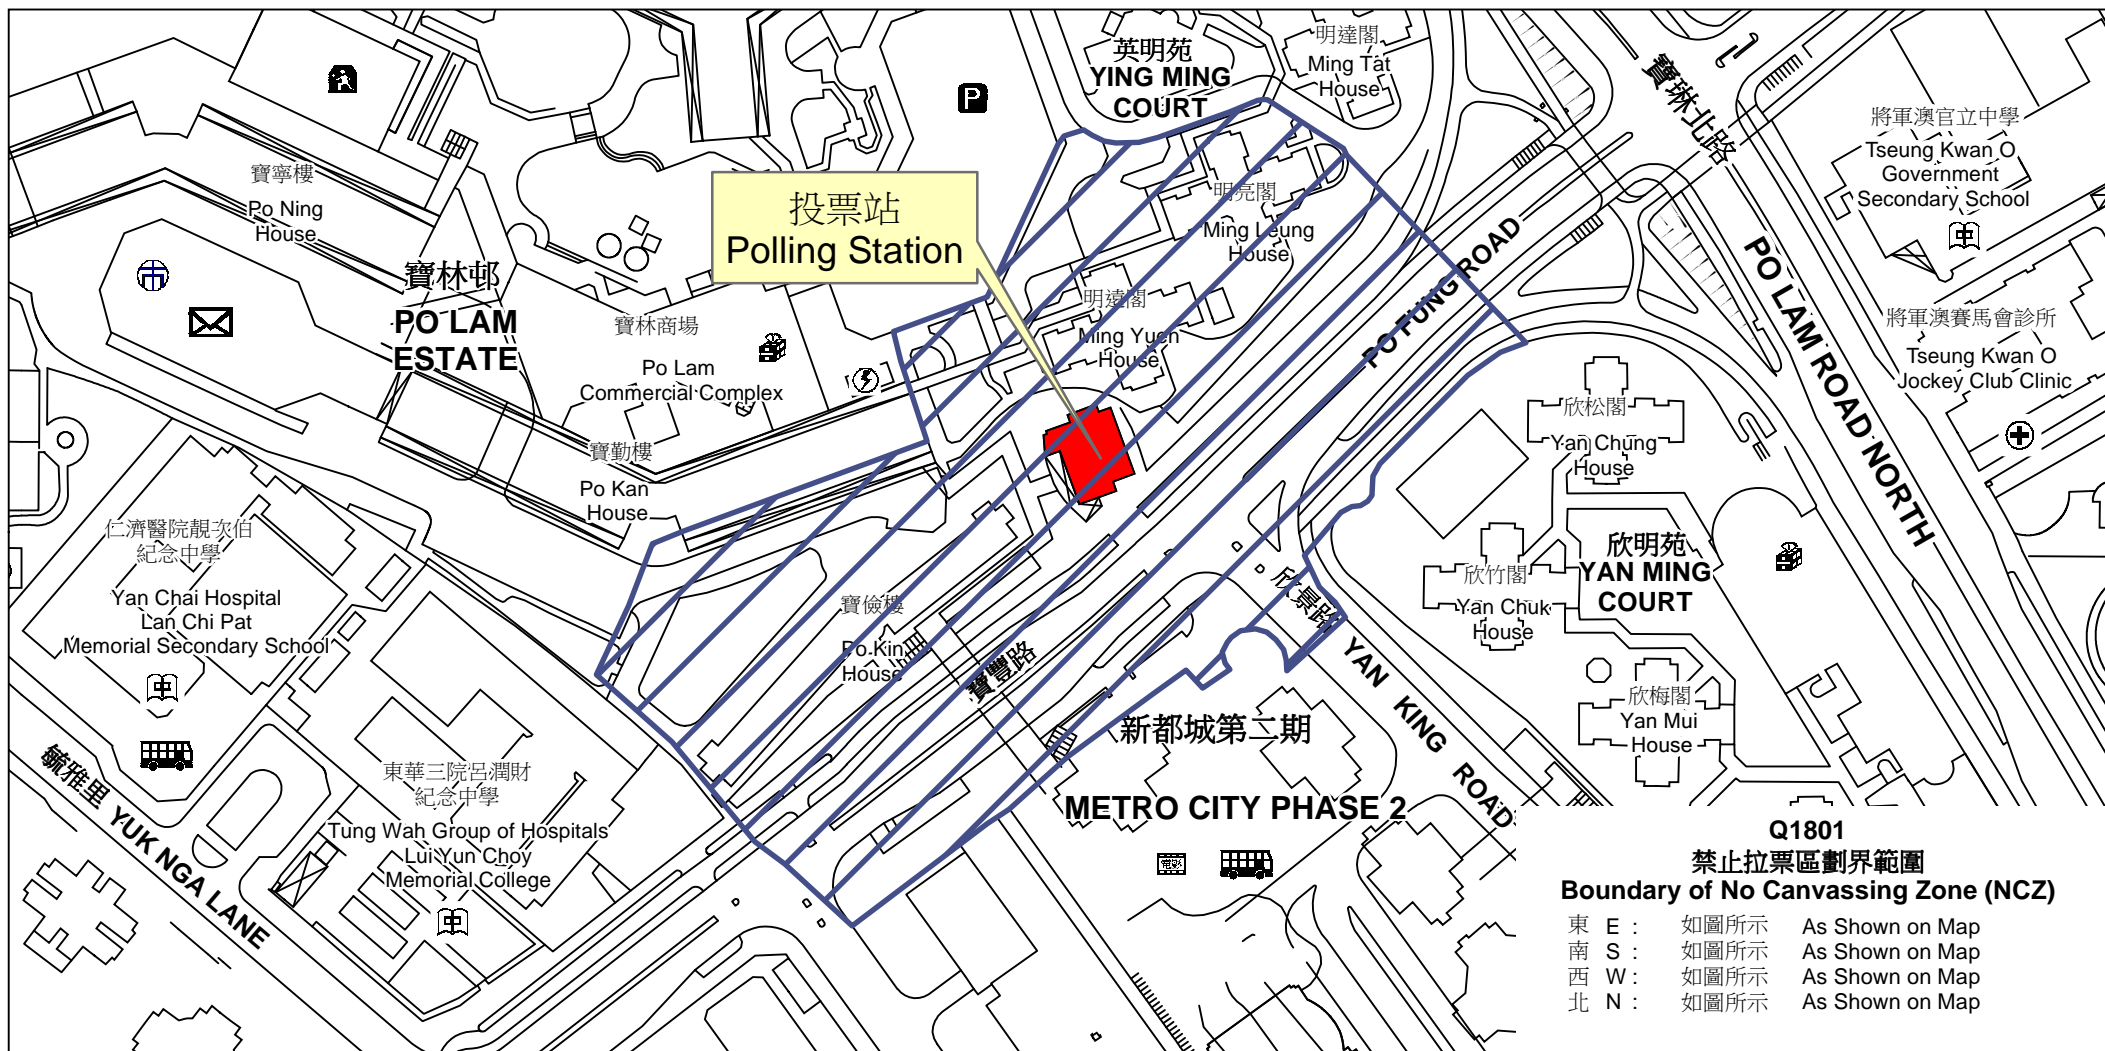 英明苑
YING MING
COURT
明達閣
Ming Tat
House
寶琳北路
將軍澳官立中學
Tseung Kwan O
Government
Secondary School
寶寧樓
Po Ning
House
投票站
Polling Station
明亮閣
Ming Leung
House
PO FUNG ROAD
PO LAM ROAD NORTH
寶林邨
PO LAM
ESTATE
寶林商場
Po Lam
Commercial Complex
明遠閣
Ming Yuen
House
將軍澳賽馬會診所
Tseung Kwan O
Jockey Club Clinic
欣松閣
Yan Chung
House
寶勤樓
Po Kan
House
仁濟醫院靚次伯
紀念中學
Yan Chai Hospital
Lan Chi Pat
Memorial Secondary School
欣竹閣
Yan Chuk
House
欣明苑
YAN MING
COURT
寶儉樓
Po Kin
House
寶豐路
欣景路
YAN KING ROAD
欣梅閣
Yan Mui
House
新都城第二期
METRO CITY PHASE 2
毓雅里 YUK NGA LANE
東華三院呂潤財
紀念中學
Tung Wah Group of Hospitals
Lui Yun Choy
Memorial College
P
電影
Q1801
禁止拉票區劃界範圍
Boundary of No Canvassing Zone (NCZ)
東 E : 如圖所示 As Shown on Map
南 S : 如圖所示 As Shown on Map
西 W : 如圖所示 As Shown on Map
北 N : 如圖所示 As Shown on Map